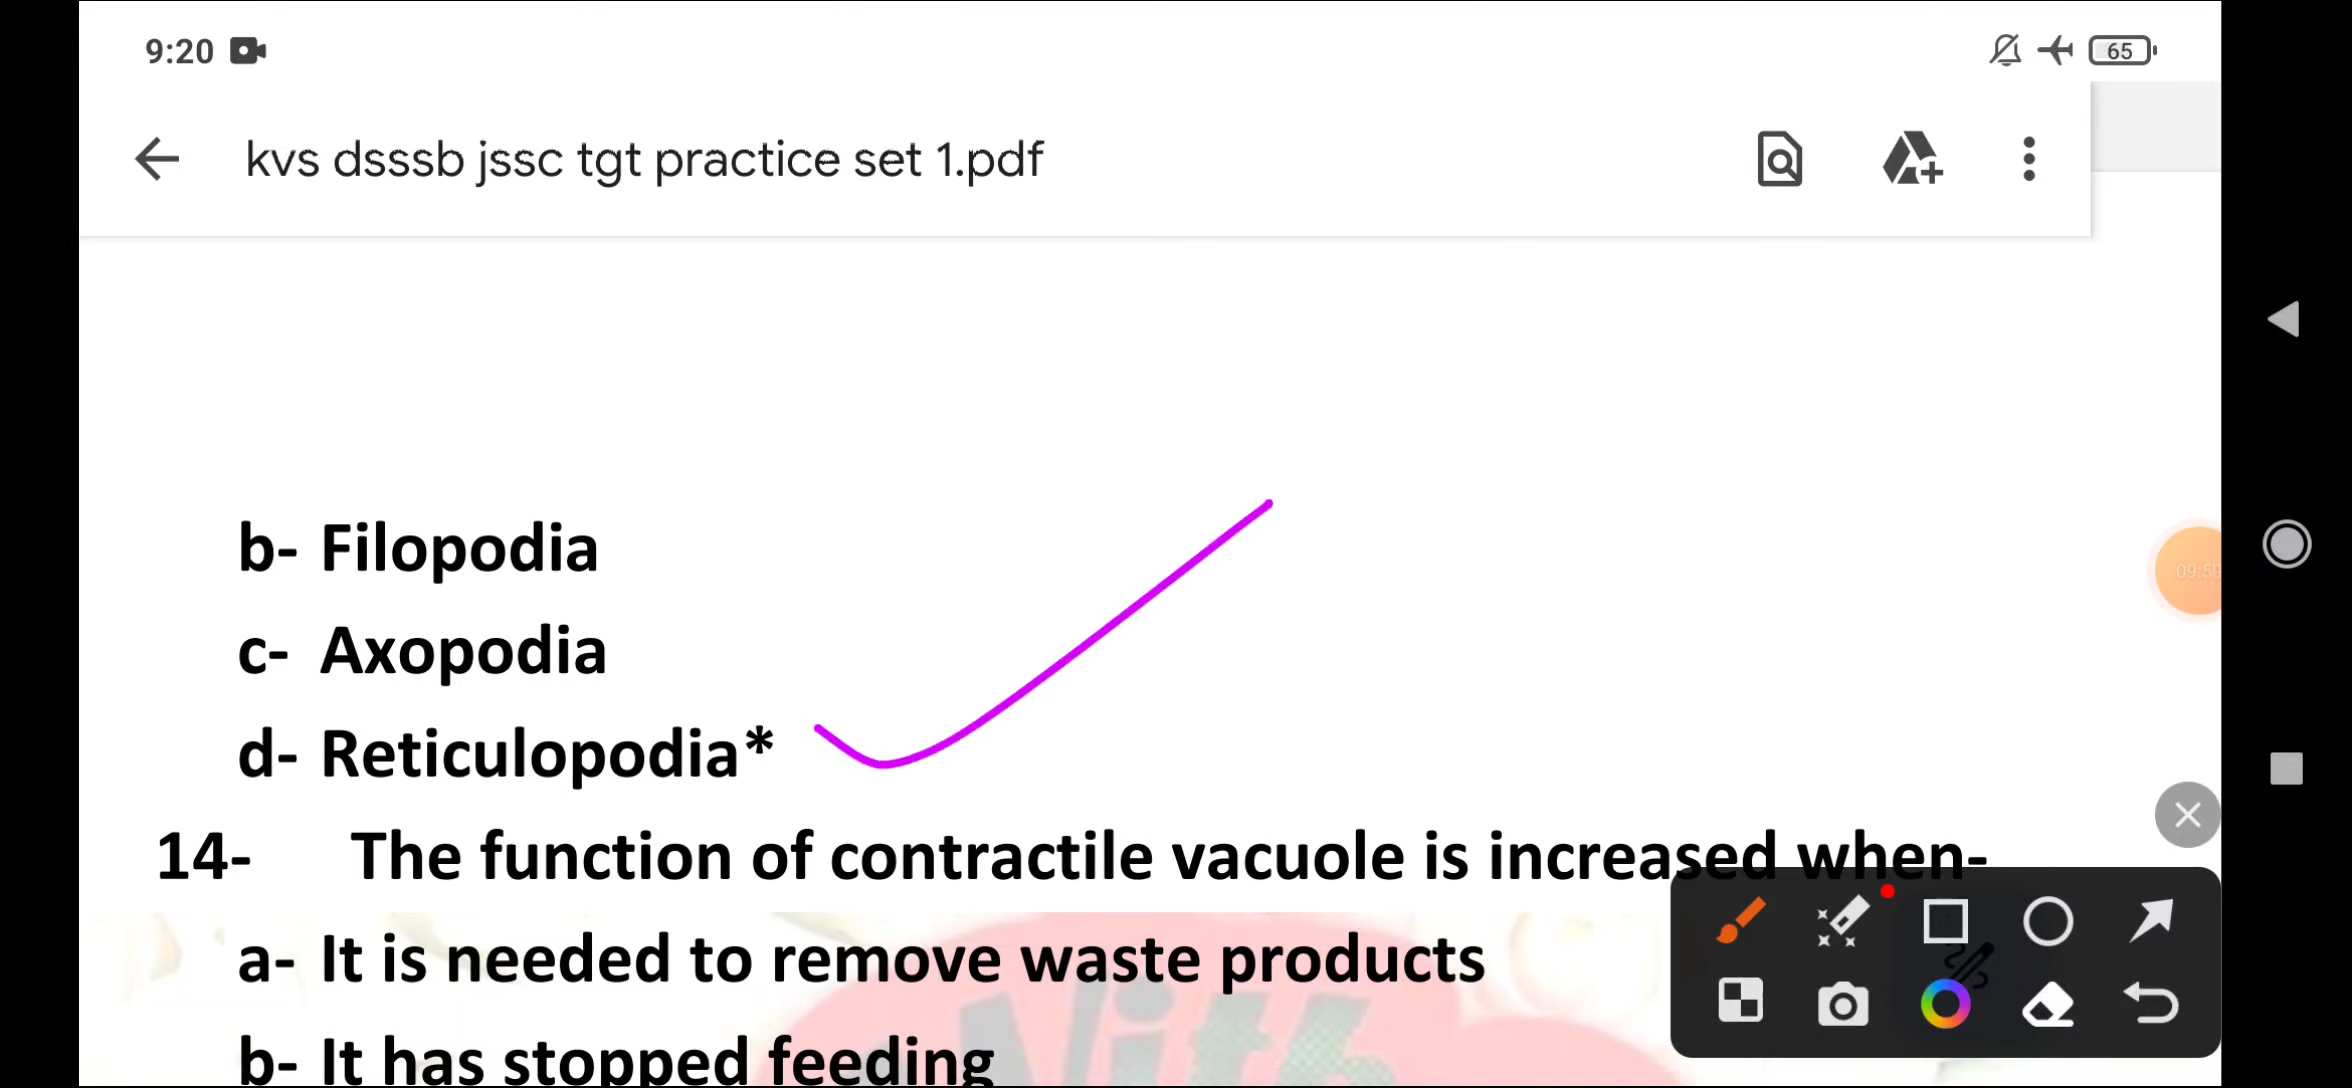 9:20
65
kvs dsssb jssc tgt practice set 1.pdf
b- Filopodia
c- Axopodia
d- Reticulopodia*
14- The function of contractile vacuole is increased when-
a- It is needed to remove waste products
b- It has stopped feeding
With